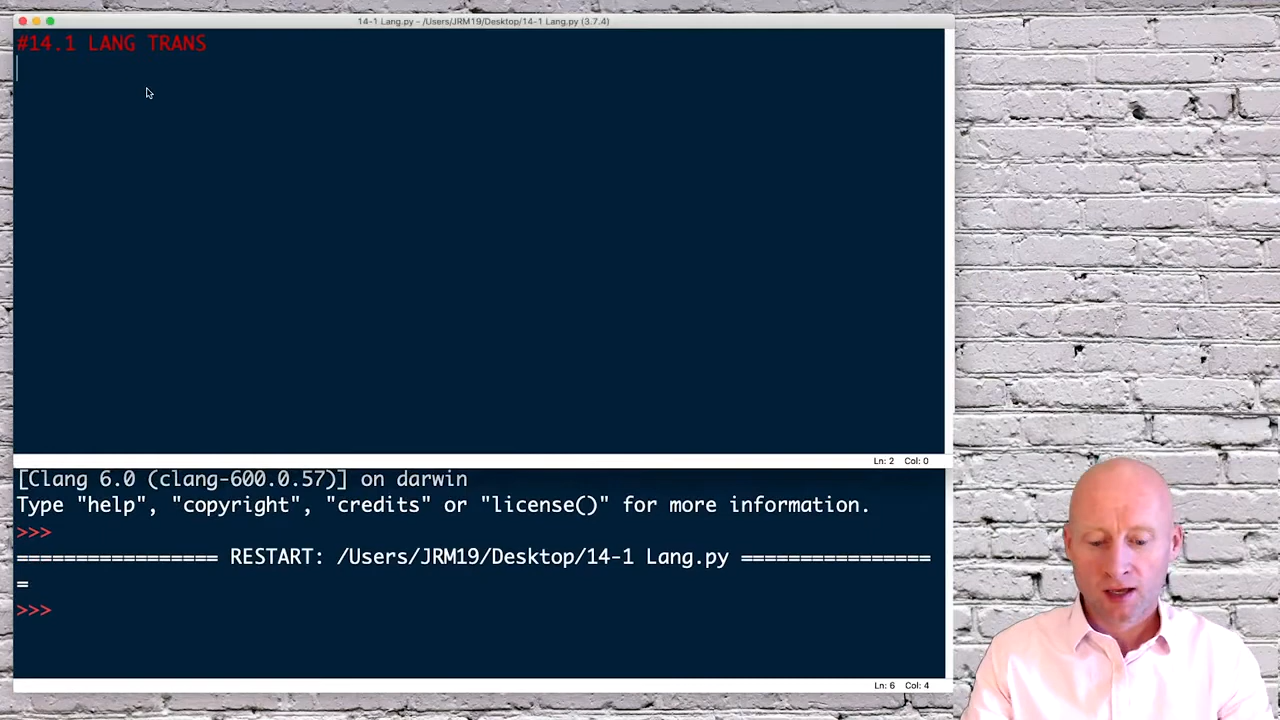 14-1 Lang.py - /Users/JRM19/Desktop/14-1 Lang.py (3.7.4)
#14.1 LANG TRANS
Ln: 2 Col: 0
[Clang 6.0 (clang-600.0.57)] on darwin
Type "help", "copyright", "credits" or "license()" for more information.
>>>
================= RESTART: /Users/JRM19/Desktop/14-1 Lang.py ================
=
>>>
Ln: 6 Col: 4